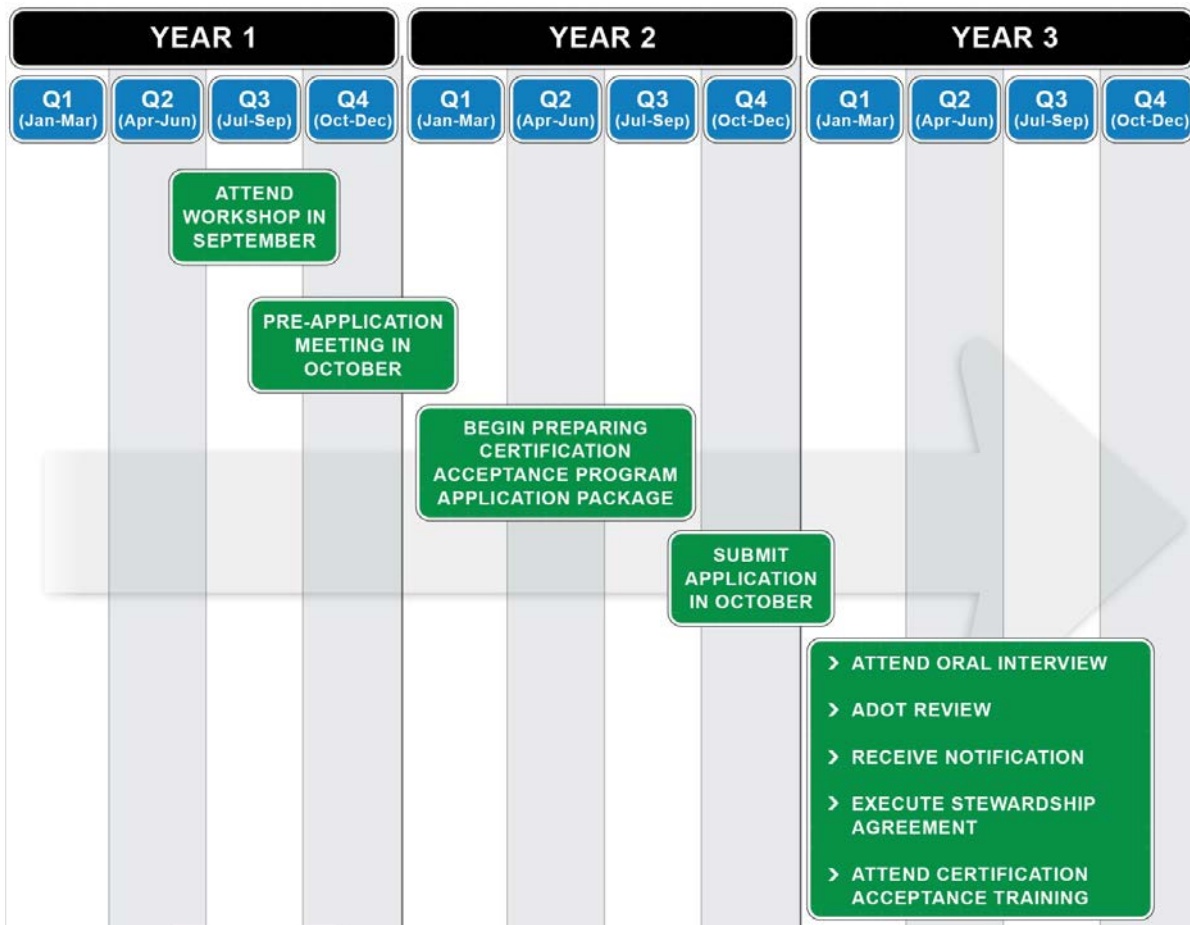 YEAR 1
YEAR 2
YEAR 3
Q1
(Jan-Mar)
Q2
(Apr-Jun)
Q3
(Jul-Sep)
Q4
(Oct-Dec)
Q1
(Jan-Mar)
Q2
(Apr-Jun)
Q3
(Jul-Sep)
Q4
(Oct-Dec)
Q1
(Jan-Mar)
Q2
(Apr-Jun)
Q3
(Jul-Sep)
Q4
(Oct-Dec)
ATTEND
WORKSHOP IN
SEPTEMBER
PRE-APPLICATION
MEETING IN
OCTOBER
BEGIN PREPARING
CERTIFICATION
ACCEPTANCE PROGRAM
APPLICATION PACKAGE
SUBMIT
APPLICATION
IN OCTOBER
ATTEND ORAL INTERVIEW
ADOT REVIEW
RECEIVE NOTIFICATION
EXECUTE STEWARDSHIP
AGREEMENT
ATTEND CERTIFICATION
ACCEPTANCE TRAINING